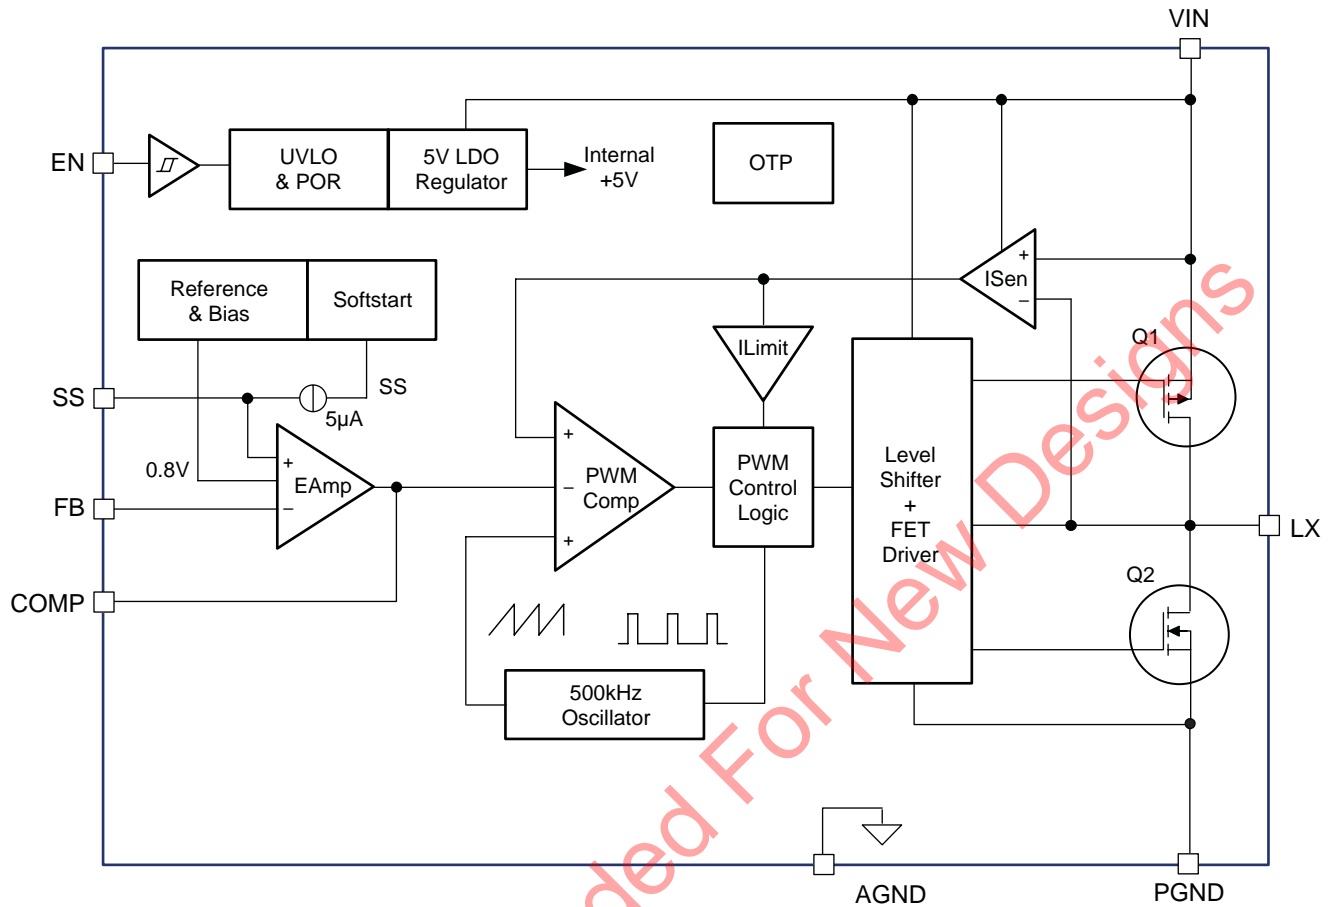 VIN
EN
UVLO
& POR
5V LDO
Regulator
Internal
+5V
OTP
Reference
& Bias
Softstart
+
ISen
−
ILimit
Q1
SS
SS
5µA
0.8V
+
EAmp
−
FB
COMP
+
PWM
Comp
−
+
PWM
Control
Logic
Level
Shifter
+
FET
Driver
LX
Q2
500kHz
Oscillator
AGND
PGND
ded For New Designs